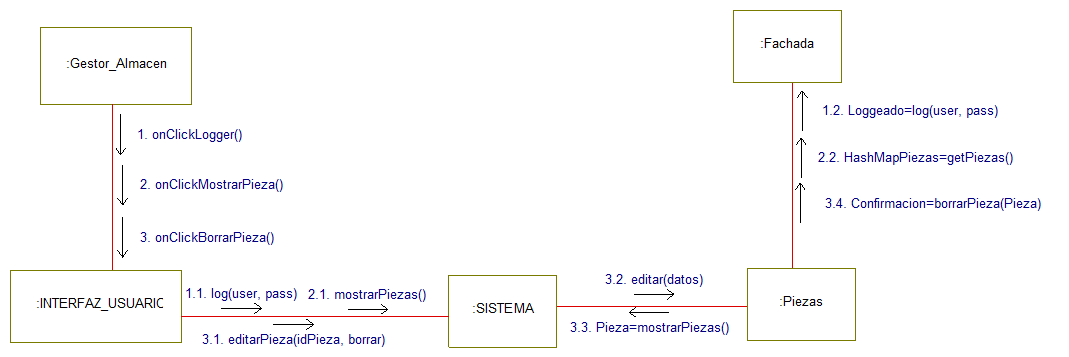 :Gestor_Almacen
:Fachada
1. onClickLogger()
1.2. Loggeado=log(user, pass)
2. onClickMostrarPieza()
2.2. HashMapPiezas=getPiezas()
3. onClickBorrarPieza()
3.4. Confirmacion=borrarPieza(Pieza)
:INTERFAZ_USUARIO
1.1. log(user, pass)
2.1. mostrarPiezas()
3.1. editarPieza(idPieza, borrar)
:SISTEMA
3.2. editar(datos)
3.3. Pieza=mostrarPiezas()
:Piezas